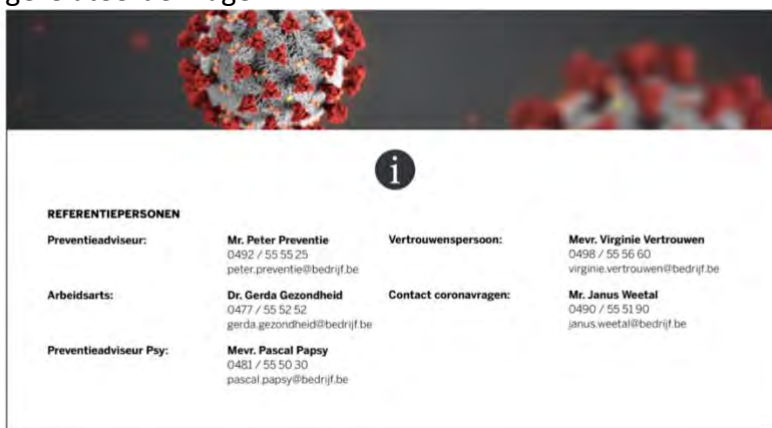 i
REFERENTIEPERSONEN
Preventieadviseur:
Mr. Peter Preventie
0492 / 55 55 25
peter.preventie@bedrijf.be
Vertrouwenspersoon:
Mevr. Virginie Vertrouwen
0498 / 55 56 60
virginie.vertrouwen@bedrijf.be
Arbeidsarts:
Dr. Gerda Gezondheid
0477 / 55 52 52
gerda.gezondheid@bedrijf.be
Contact coronavragen:
Mr. Janus Weetal
0490 / 55 51 90
janus.weetal@bedrijf.be
Preventieadviseur Psy:
Mevr. Pascal Papsy
0481 / 55 50 30
pascal.papsy@bedrijf.be